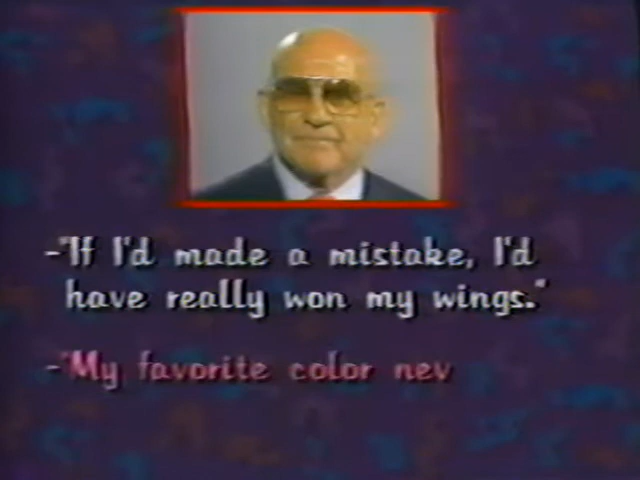 -"If I'd made a mistake, I'd
have really won my wings."
-"My favorite color nev